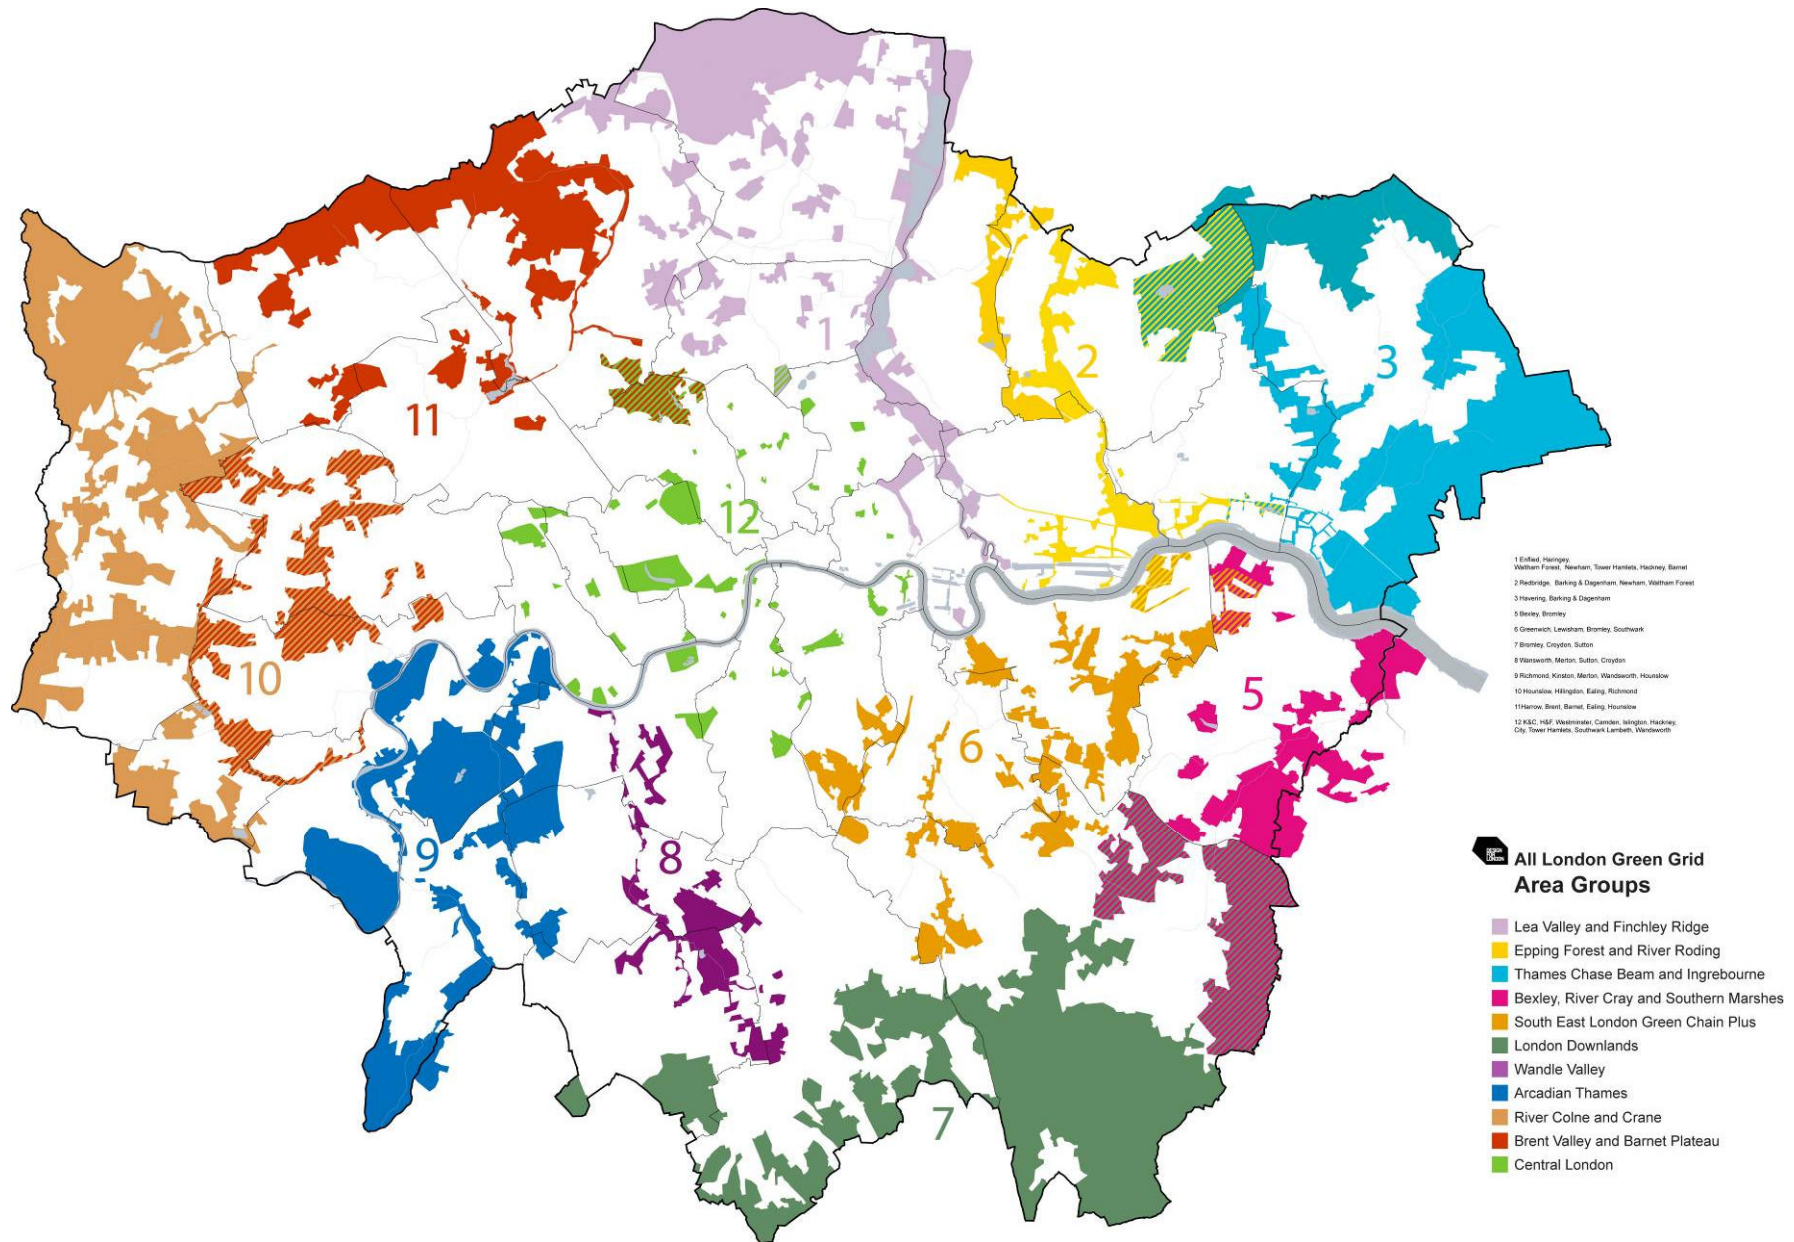 1
2
3
11
12
10
5
6
9
8
7
1 Enfiled, Haringey,
Waltham Forest, Newham, Tower Hamlets, Hackney, Barnet
2 Redbridge, Barking & Dagenham, Newham, Waltham Forest
3 Havering, Barking & Dagenham
5 Bexley, Bromley
6 Greenwich, Lewisham, Bromley, Southwark
7 Bromley, Croydon, Sutton
8 Wansworth, Merton, Sutton, Croydon
9 Richmond, Kinston, Merton, Wandsworth, Hounslow
10 Hounslow, Hillingdon, Ealing, Richmond
11Harrow, Brent, Barnet, Ealing, Hounslow
12 K&C, H&F, Westminster, Camden, Islington, Hackney,
City, Tower Hamlets, Southwark Lambeth, Wandsworth
DESIGN
FOR
LONDON
All London Green Grid
Area Groups
Lea Valley and Finchley Ridge
Epping Forest and River Roding
Thames Chase Beam and Ingrebourne
Bexley, River Cray and Southern Marshes
South East London Green Chain Plus
London Downlands
Wandle Valley
Arcadian Thames
River Colne and Crane
Brent Valley and Barnet Plateau
Central London